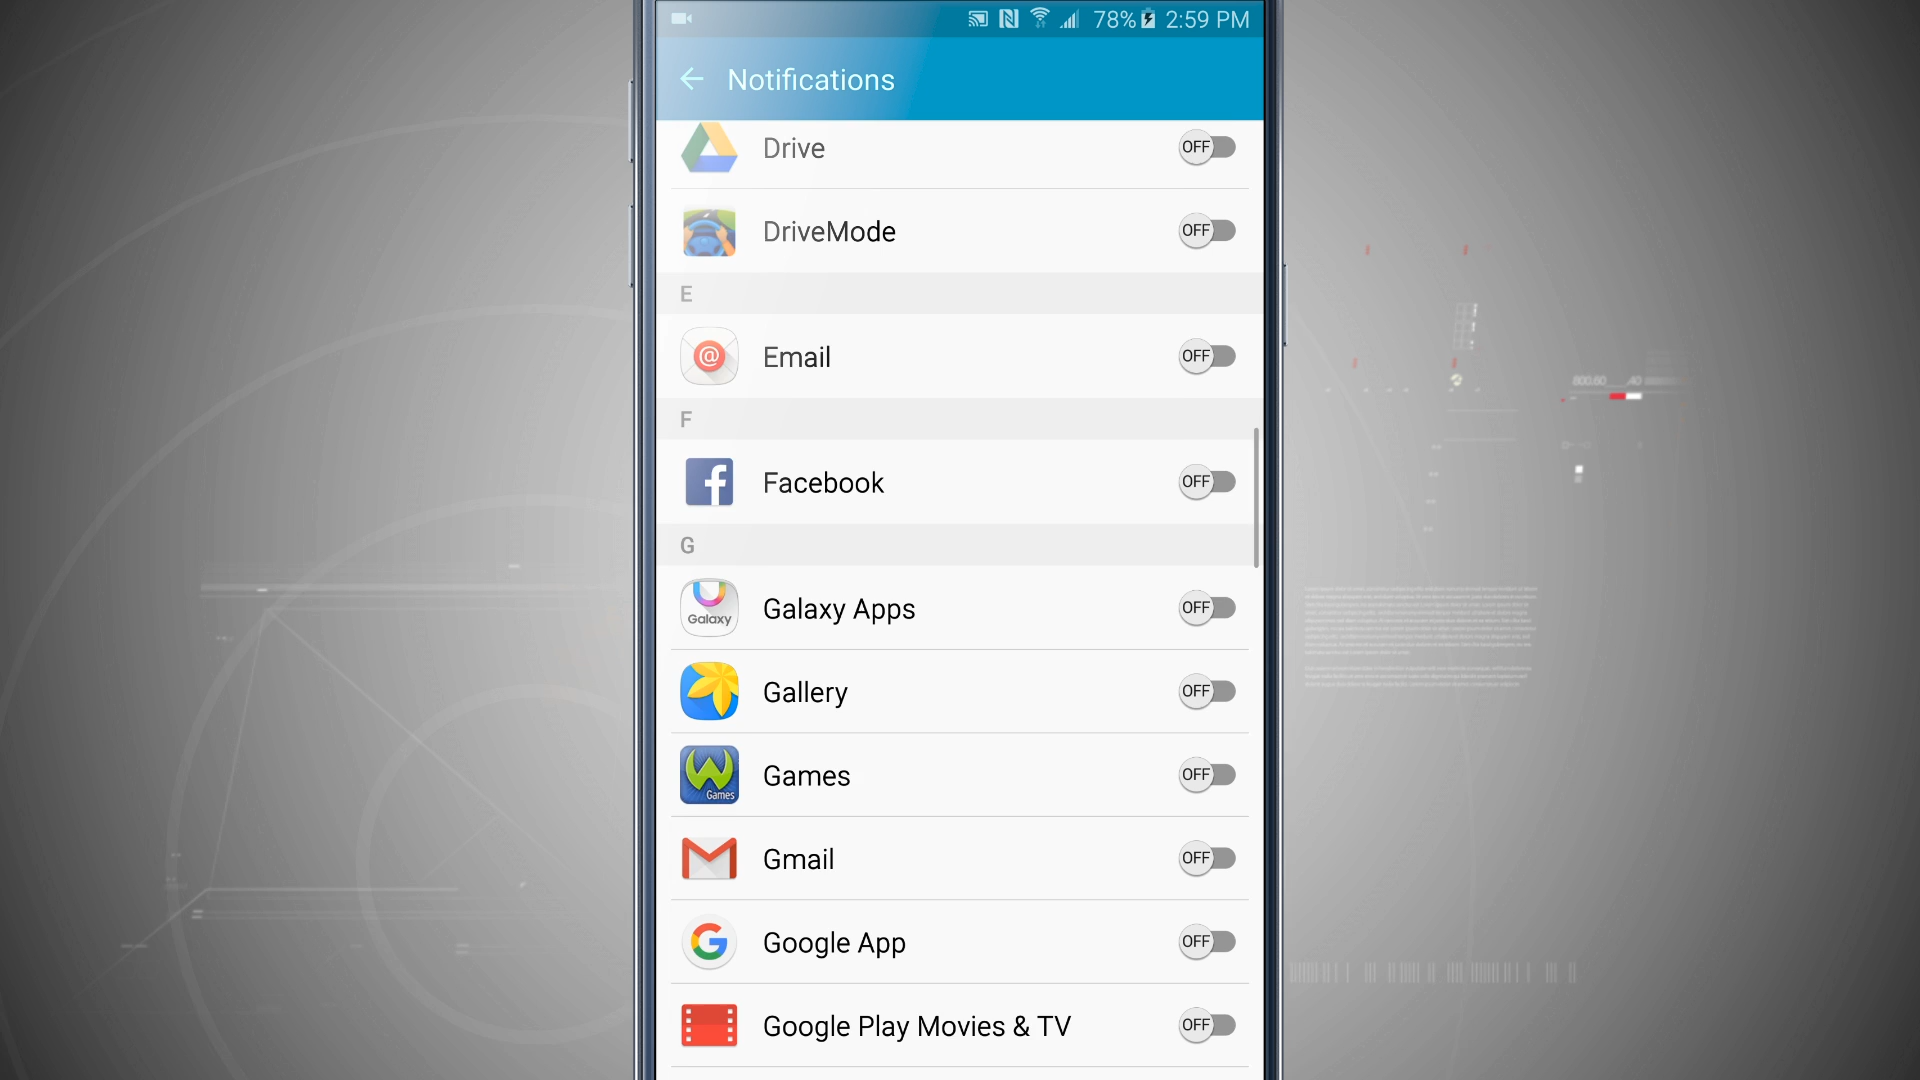 78% 2:59 PM
Notifications
Drive OFF
DriveMode OFF
E
Email OFF
F
Facebook OFF
G
Galaxy
Galaxy Apps OFF
Gallery OFF
Games
Games OFF
Gmail OFF
Google App OFF
Google Play Movies & TV OFF